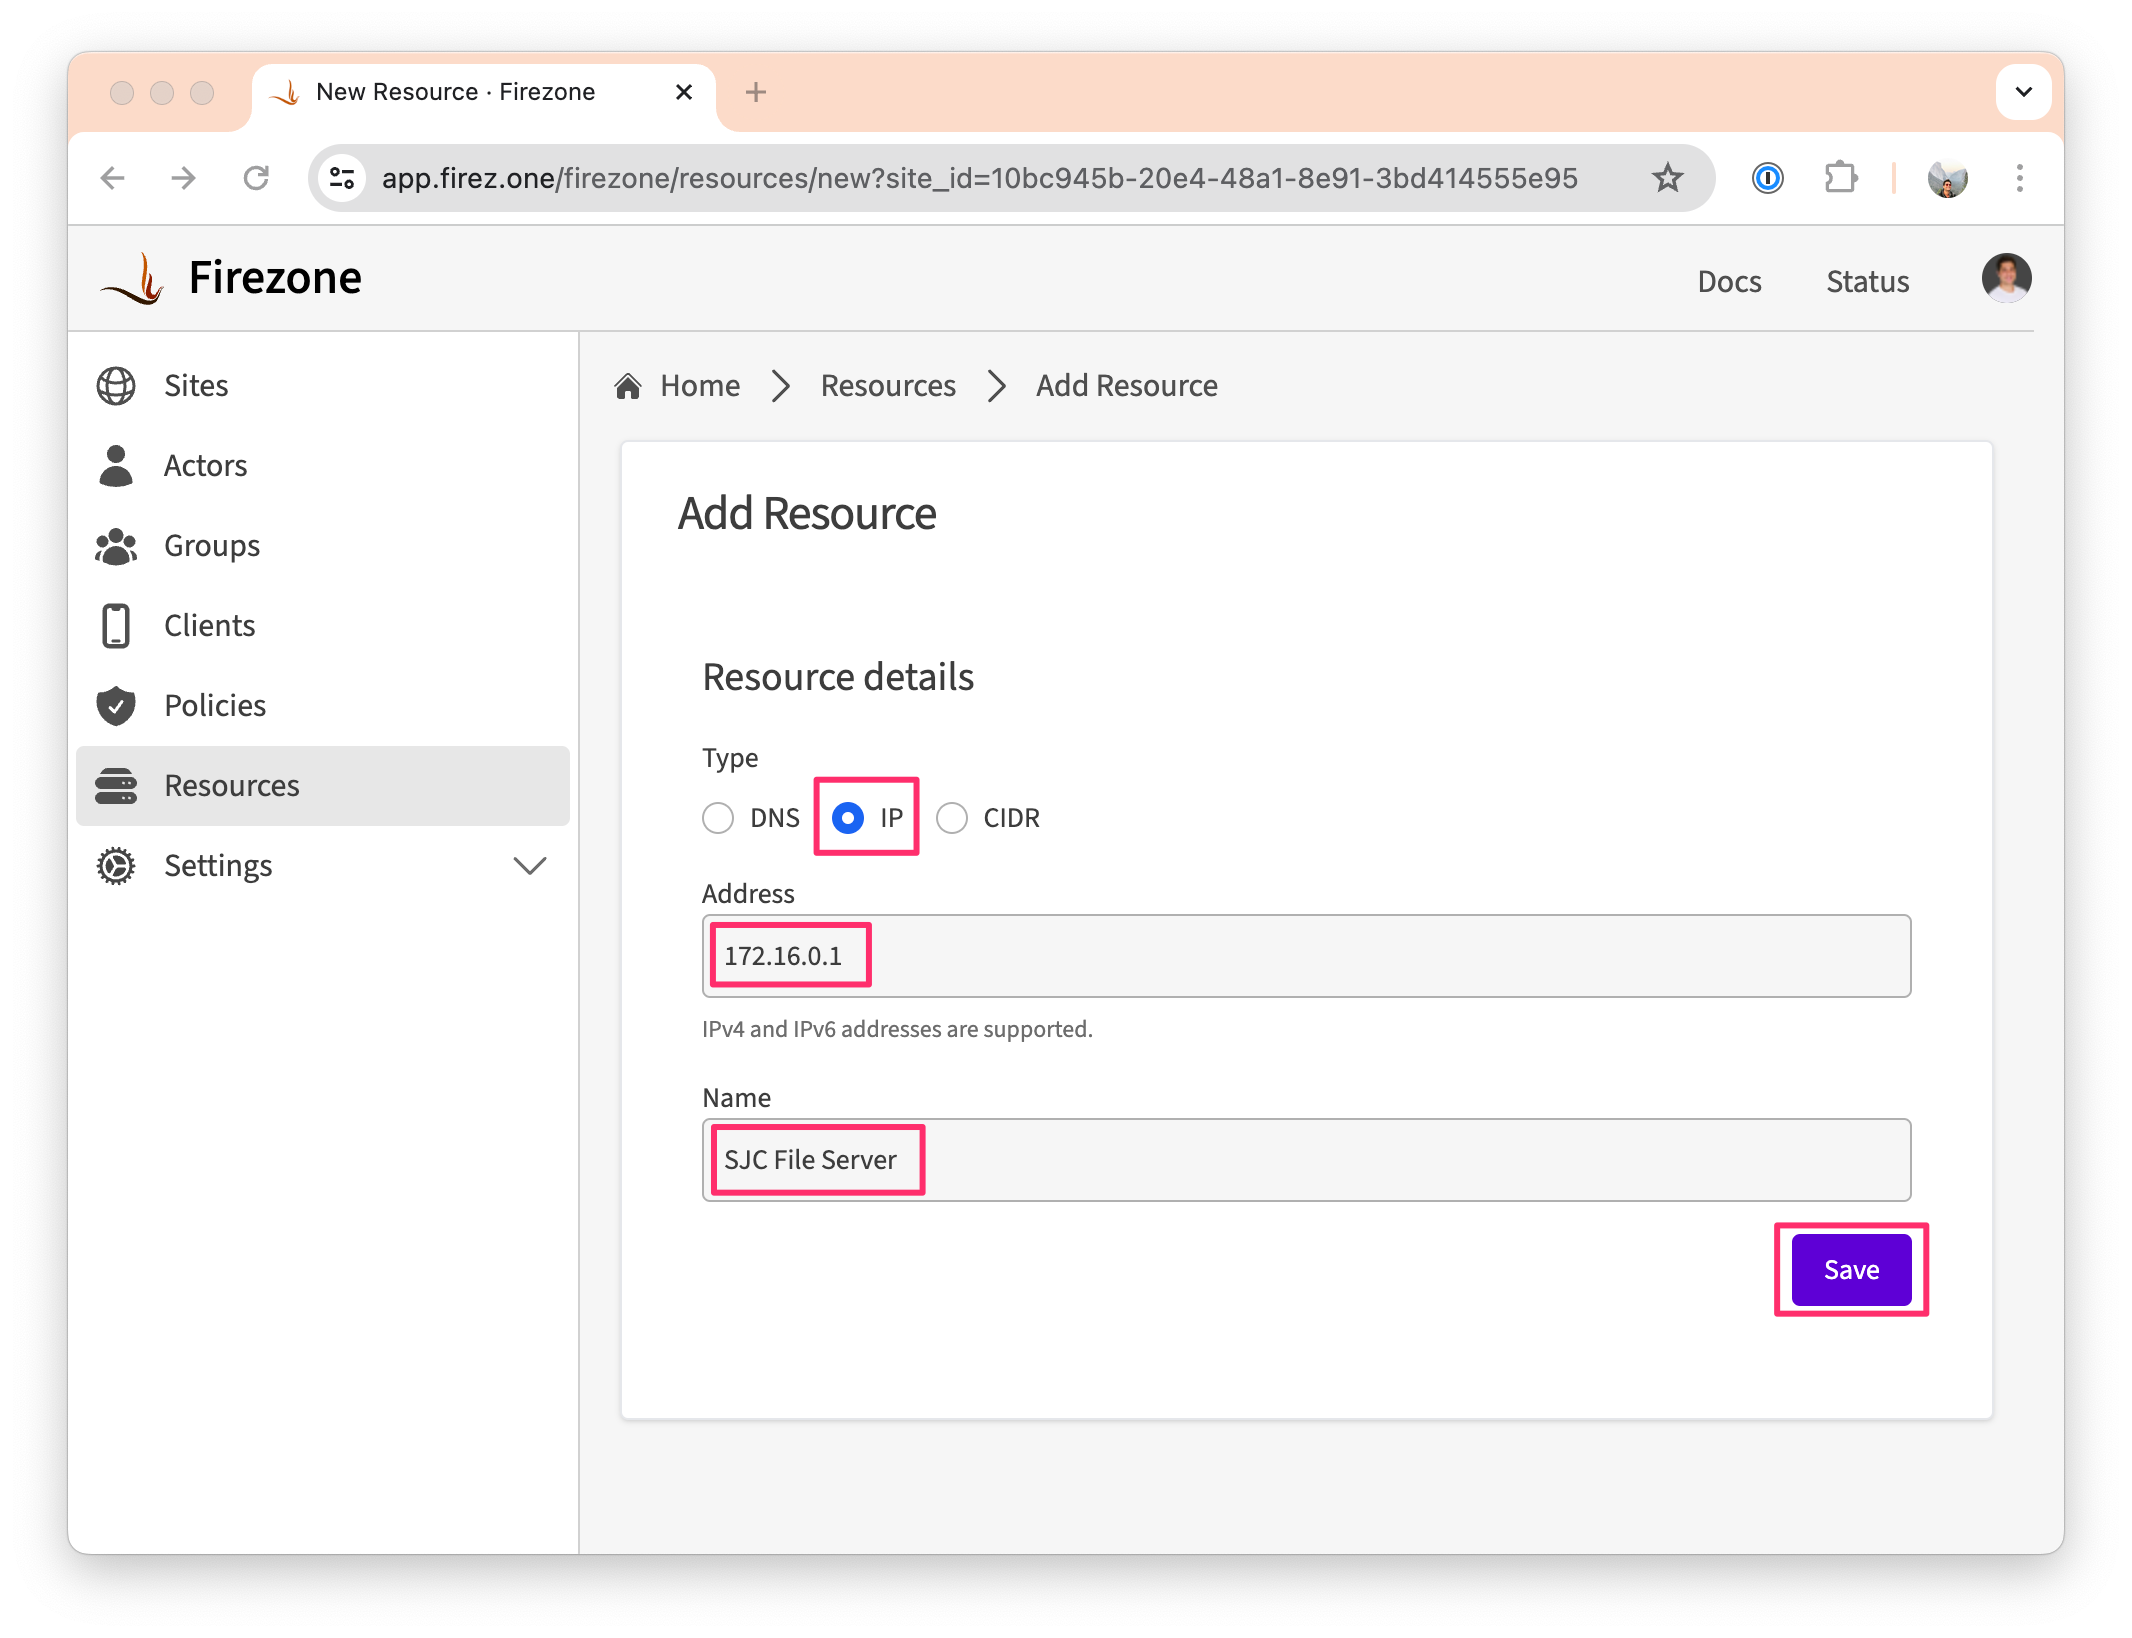 New Resource · Firezone
app.firez.one/firezone/resources/new?site_id=10bc945b-20e4-48a1-8e91-3bd414555e95
Firezone
Docs
Status
Sites
Actors
Groups
Clients
Policies
Resources
Settings
Home
Resources
Add Resource
Add Resource
Resource details
Type
DNS
IP
CIDR
Address
172.16.0.1
IPv4 and IPv6 addresses are supported.
Name
SJC File Server
Save